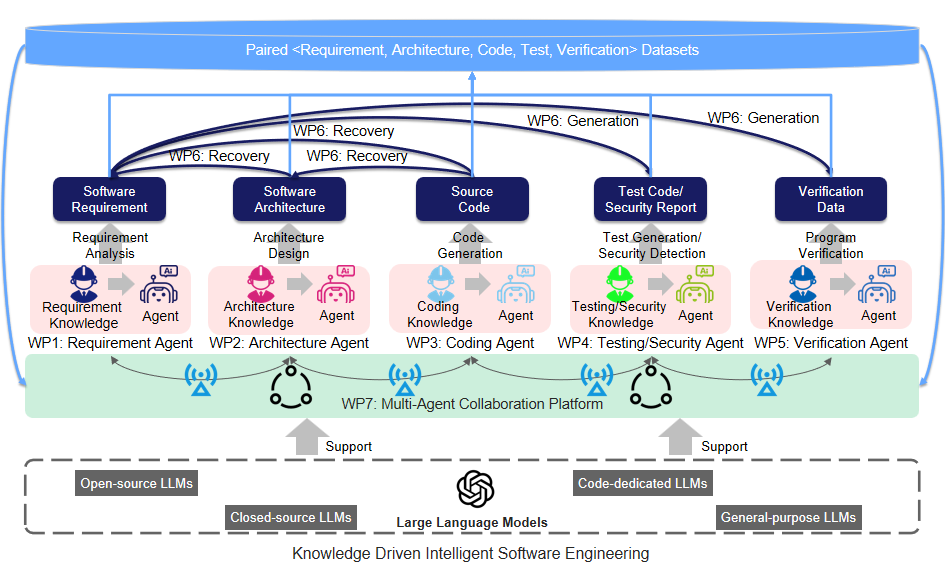 Paired <Requirement, Architecture, Code, Test, Verification> Datasets
WP6: Generation
WP6: Generation
WP6: Recovery
WP6: Recovery
WP6: Recovery
Software
Requirement
Software
Architecture
Source
Code
Test Code/
Security Report
Verification
Data
Requirement
Analysis
Architecture
Design
Code
Generation
Test Generation/
Security Detection
Program
Verification
Ai
Ai
Ai
Ai
Ai
Requirement
Knowledge
Agent
Architecture
Knowledge
Agent
Coding
Knowledge
Agent
Testing/Security
Knowledge
Agent
Verification
Knowledge
Agent
WP1: Requirement Agent
WP2: Architecture Agent
WP3: Coding Agent
WP4: Testing/Security Agent
WP5: Verification Agent
WP7: Multi-Agent Collaboration Platform
Support
Support
Open-source LLMs
Closed-source LLMs
Large Language Models
Code-dedicated LLMs
General-purpose LLMs
Knowledge Driven Intelligent Software Engineering